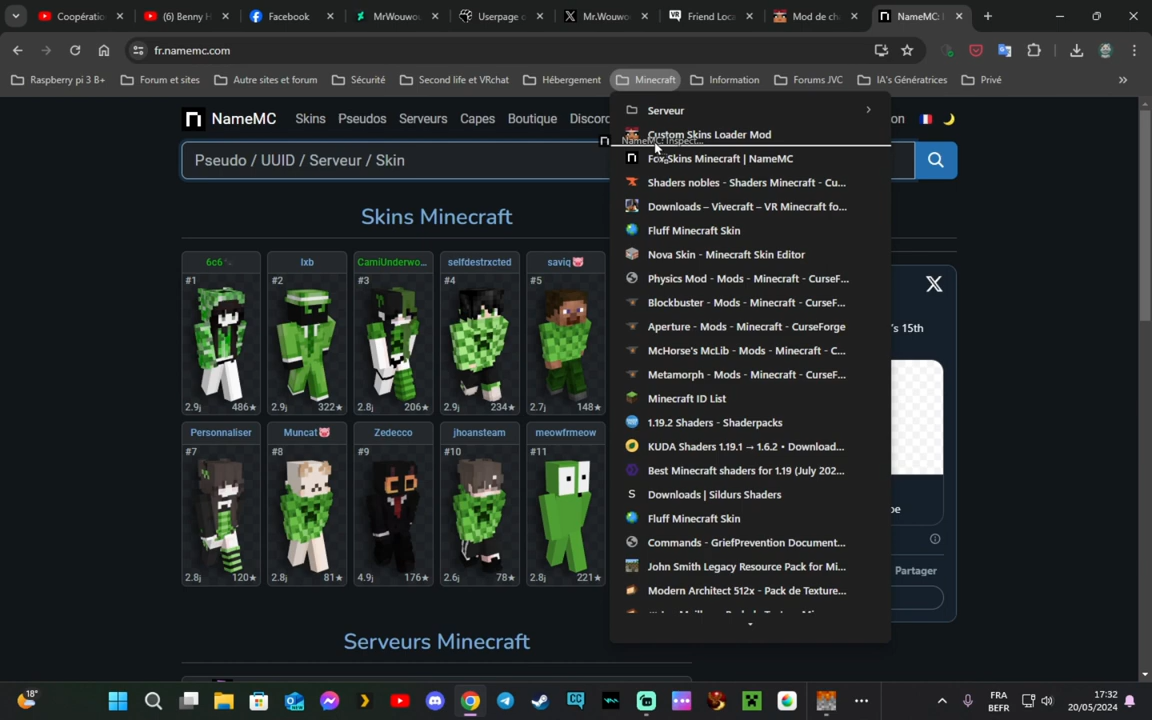 Coopératio
(6) Benny H
Facebook
MrWouwou
Userpage o
Mr.Wouwo
Friend Loca
Mod de ch
NameMC:
fr.namemc.com
Raspberry pi 3 B+
Forum et sites
Autre sites et forum
Sécurité
Second life et VRchat
Hébergement
Minecraft
Information
Forums JVC
IA's Génératrices
Privé
NameMC
Skins
Pseudos
Serveurs
Capes
Boutique
Discord
on
Pseudo / UUID / Serveur / Skin
Serveur
Custom Skins Loader Mod
NameMC: Inspect...
Fox Skins Minecraft | NameMC
Shaders nobles - Shaders Minecraft - Cu...
Downloads – Vivecraft – VR Minecraft fo...
Fluff Minecraft Skin
Nova Skin - Minecraft Skin Editor
Physics Mod - Mods - Minecraft - CurseF...
Blockbuster - Mods - Minecraft - CurseF...
Aperture - Mods - Minecraft - CurseForge
McHorse's McLib - Mods - Minecraft - C...
Metamorph - Mods - Minecraft - CurseF...
Minecraft ID List
1.19.2 Shaders - Shaderpacks
KUDA Shaders 1.19.1 → 1.6.2 • Download...
Best Minecraft shaders for 1.19 (July 202...
Downloads | Sildurs Shaders
Fluff Minecraft Skin
Commands - GriefPrevention Document...
John Smith Legacy Resource Pack for Mi...
Modern Architect 512x - Pack de Texture...
Skins Minecraft
6c6
lxb
CamiUnderwo...
selfdestrxcted
saviq
#1
#2
#3
#4
#5
2.9j 486★
2.9j 322★
2.8j 206★
2.9j 234★
2.7j 148★
Personnaliser
Muncat
Zedecco
jhoansteam
meowfrmeow
#7
#8
#9
#10
#11
2.8j 120★
2.8j 81★
4.9j 176★
2.6j 78★
2.8j 221★
's 15th
pe
Partager
Serveurs Minecraft
18°
FRA
BEFR
17:32
20/05/2024